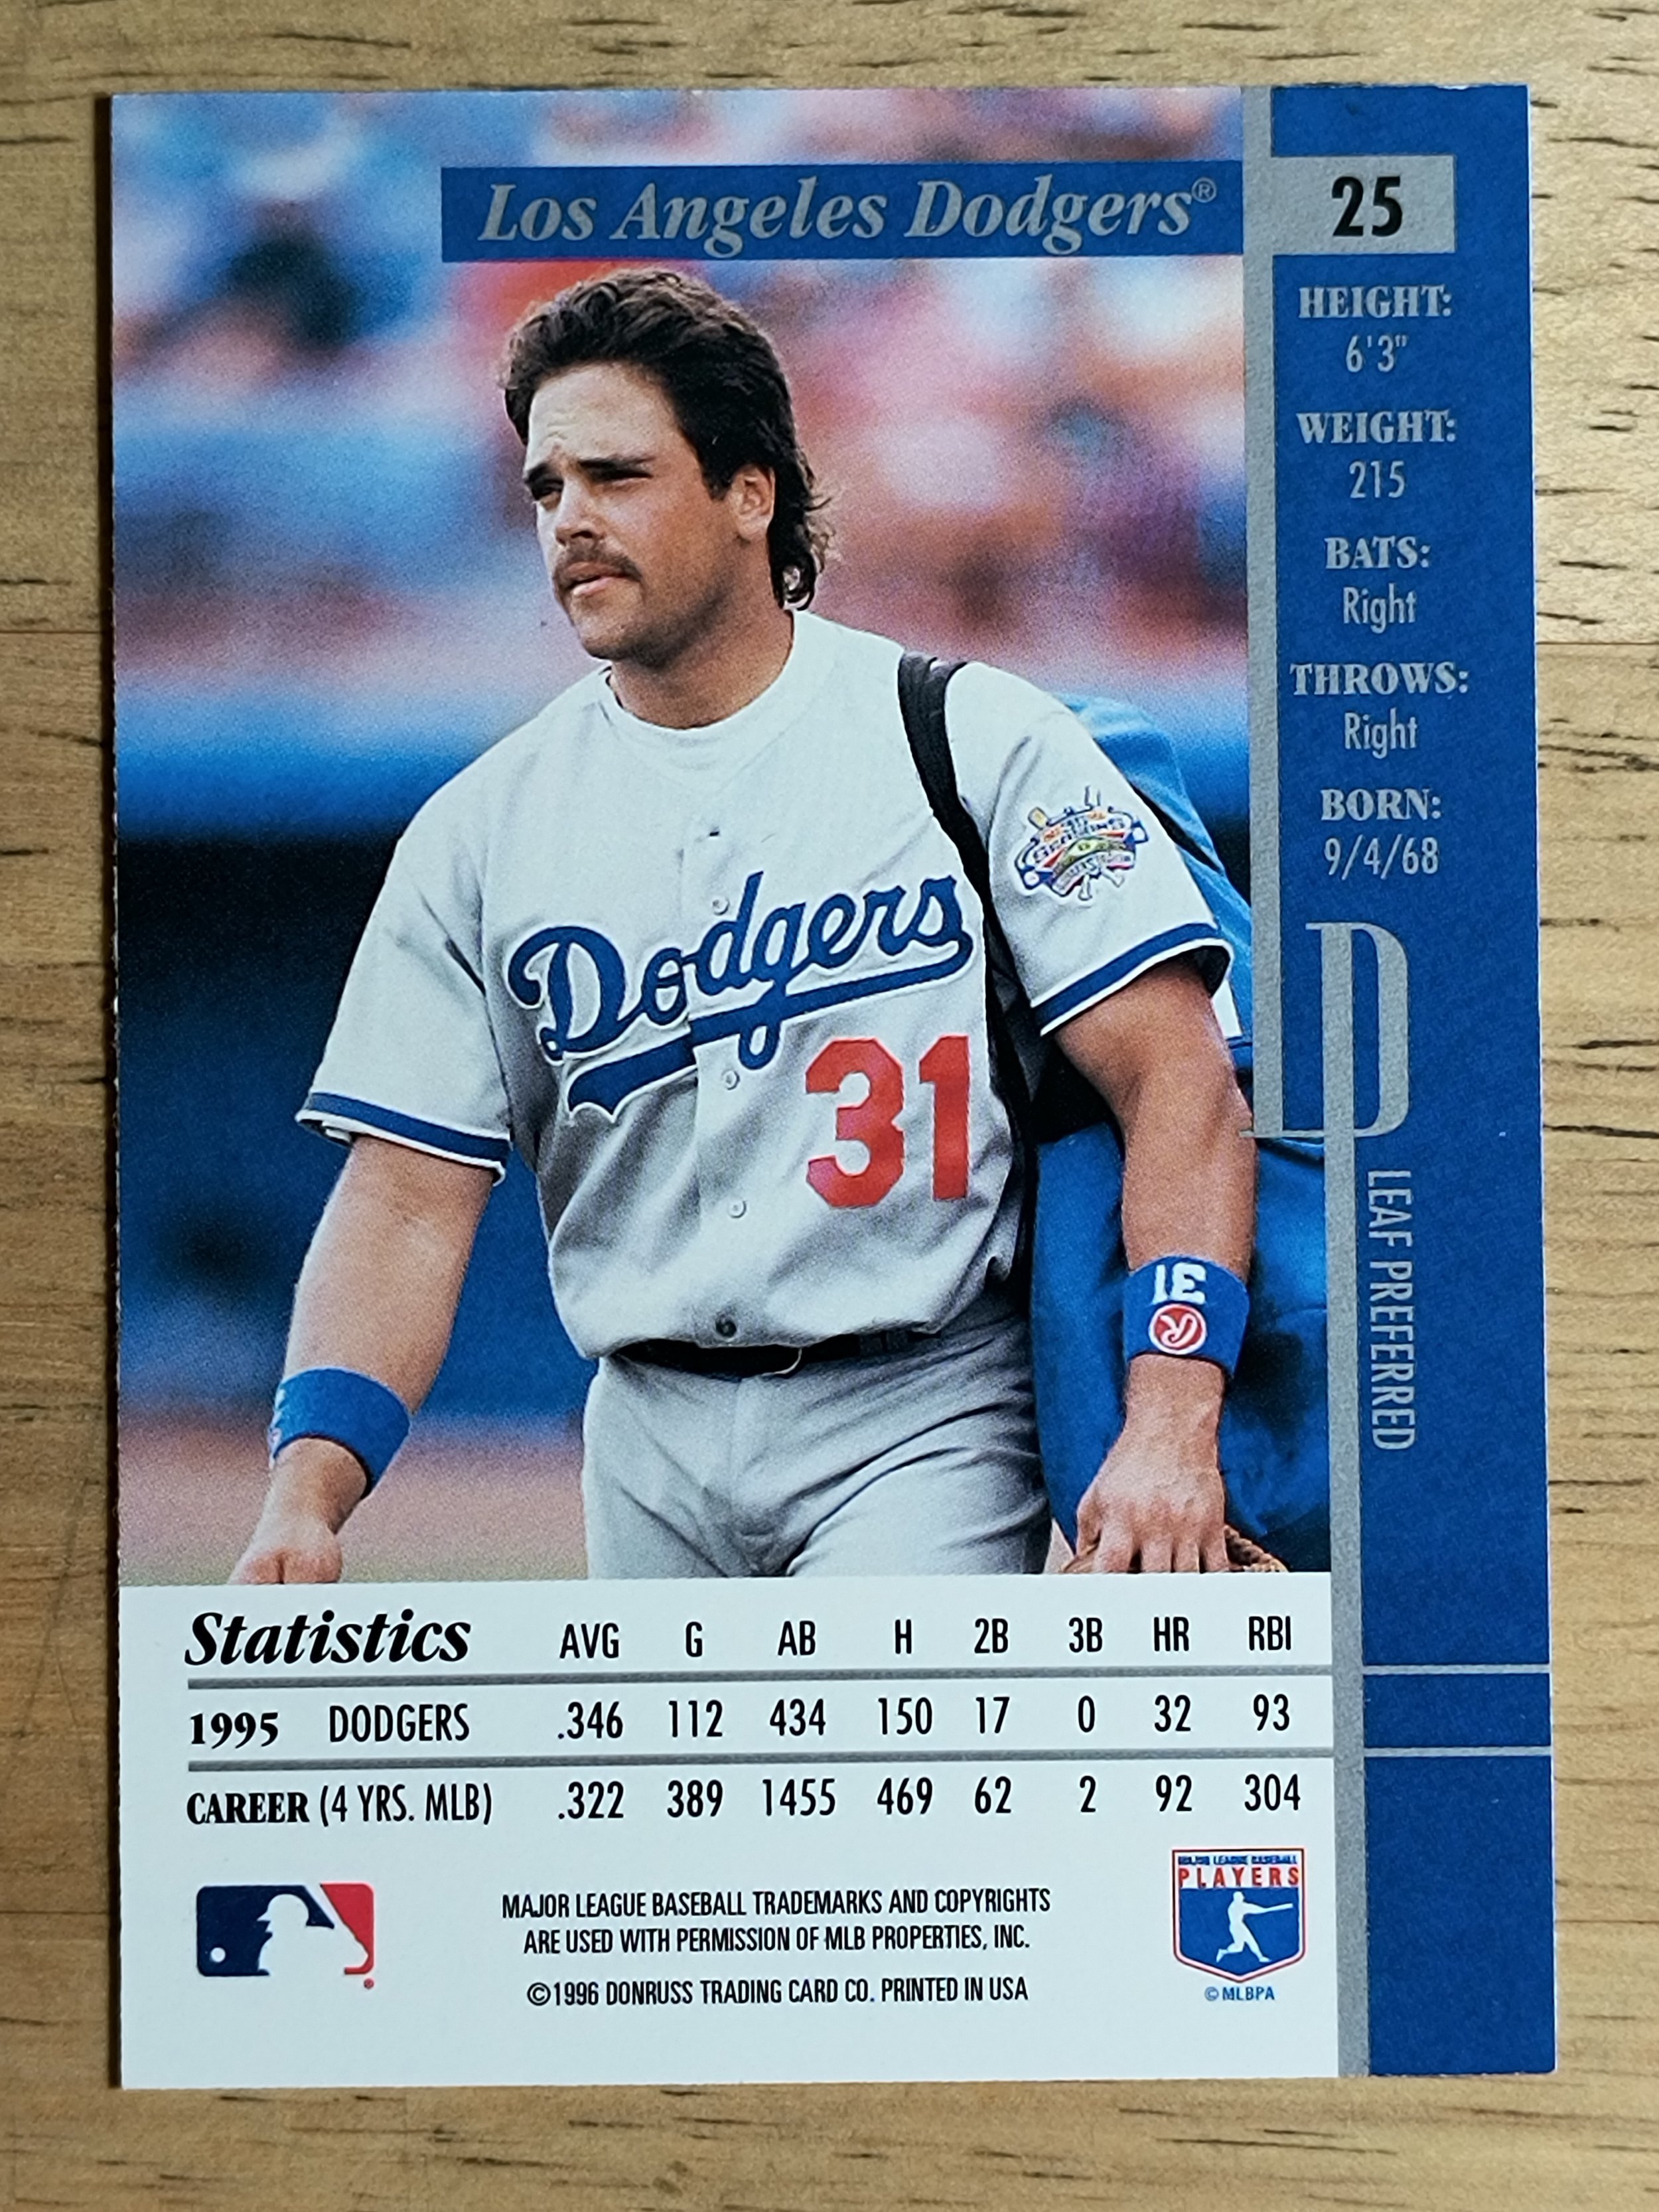 Los Angeles Dodgers®
25
HEIGHT:
6'3"
WEIGHT:
215
BATS:
Right
THROWS:
Right
BORN:
9/4/68
LEAF PREFERRED
Dodgers
31
31
R
Statistics AVG G AB H 2B 3B HR RBI
1995 DODGERS .346 112 434 150 17 0 32 93
CAREER (4 YRS. MLB) .322 389 1455 469 62 2 92 304
MAJOR LEAGUE BASEBALL TRADEMARKS AND COPYRIGHTS
ARE USED WITH PERMISSION OF MLB PROPERTIES, INC.
©1996 DONRUSS TRADING CARD CO. PRINTED IN USA
MAJOR LEAGUE BASEBALL
PLAYERS
©MLBPA